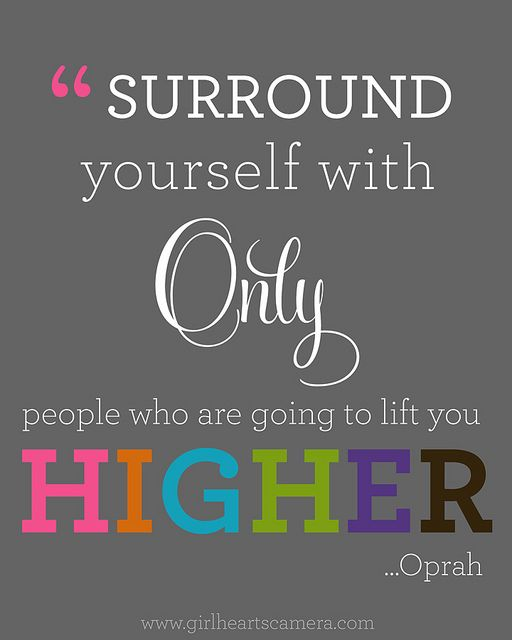 “ SURROUND
yourself with
Only
people who are going to lift you
HIGHER
...Oprah
www.girlheartscamera.com